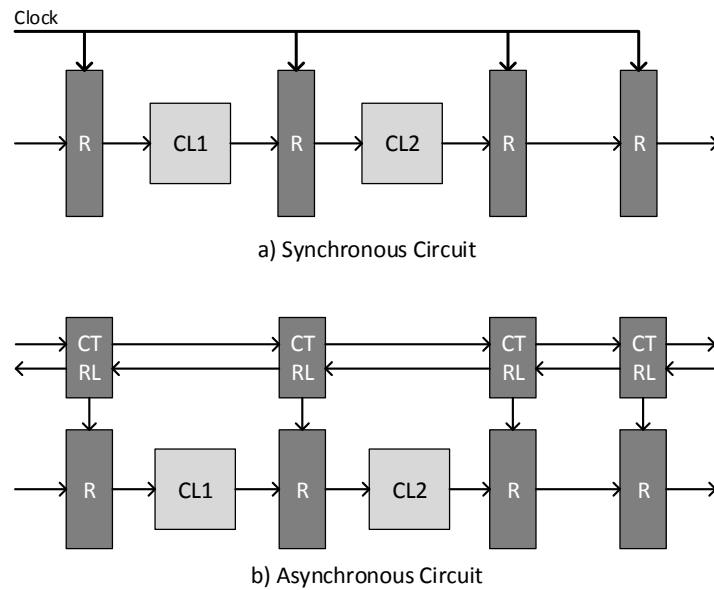 Clock
R CL1 R CL2 R R
a) Synchronous Circuit
CT CT CT CT
RL RL RL RL
R CL1 R CL2 R R
b) Asynchronous Circuit